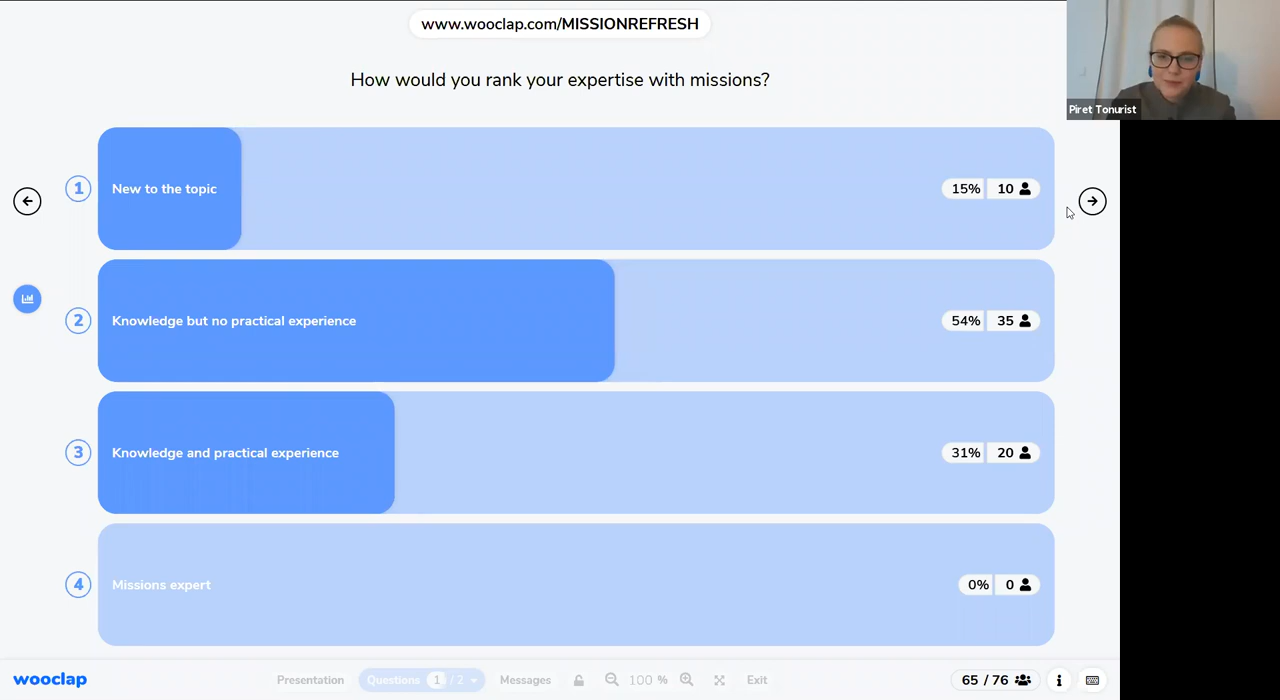 www.wooclap.com/MISSIONREFRESH
How would you rank your expertise with missions?
Piret Tonurist
1 New to the topic 15% 10
2 Knowledge but no practical experience 54% 35
3 Knowledge and practical experience 31% 20
4 Missions expert 0% 0
wooclap Presentation Questions 1 / 2 Messages 100 % Exit 65 / 76